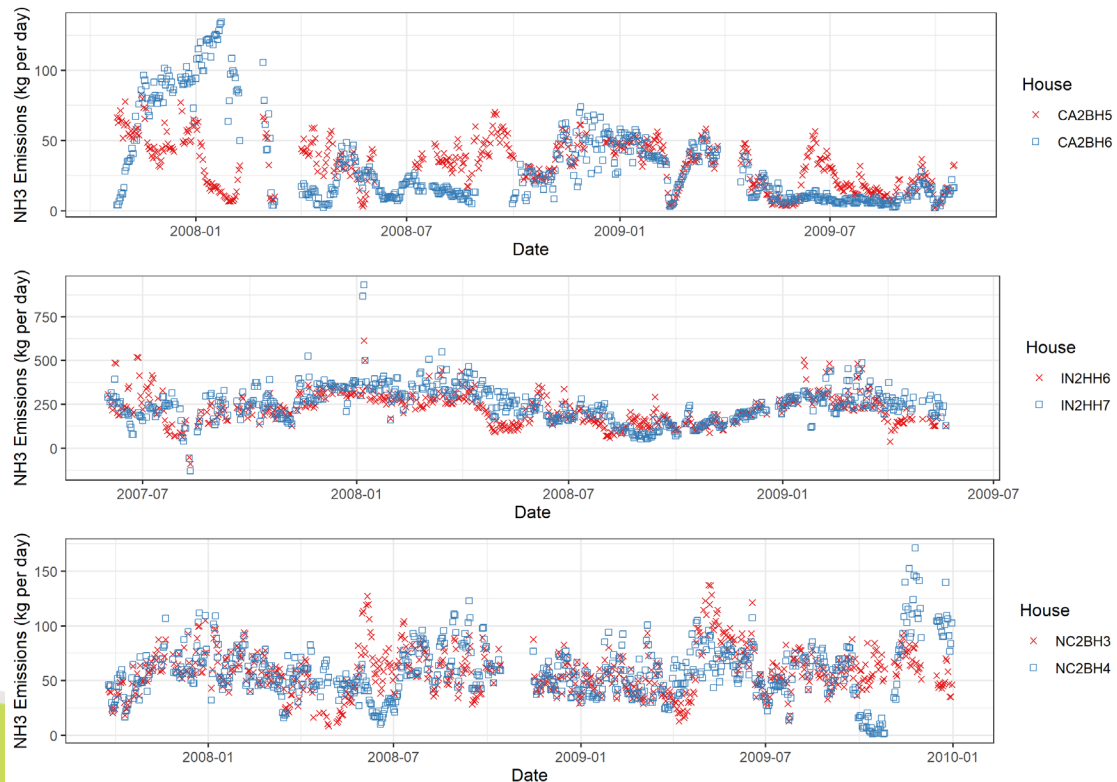 NH3 Emissions (kg per day)
100
50
0
2008-01
2008-07
2009-01
2009-07
Date
House
CA2BH5
CA2BH6
NH3 Emissions (kg per day)
750
500
250
0
2007-07
2008-01
2008-07
2009-01
2009-07
Date
House
IN2HH6
IN2HH7
NH3 Emissions (kg per day)
150
100
50
0
2008-01
2008-07
2009-01
2009-07
2010-01
Date
House
NC2BH3
NC2BH4